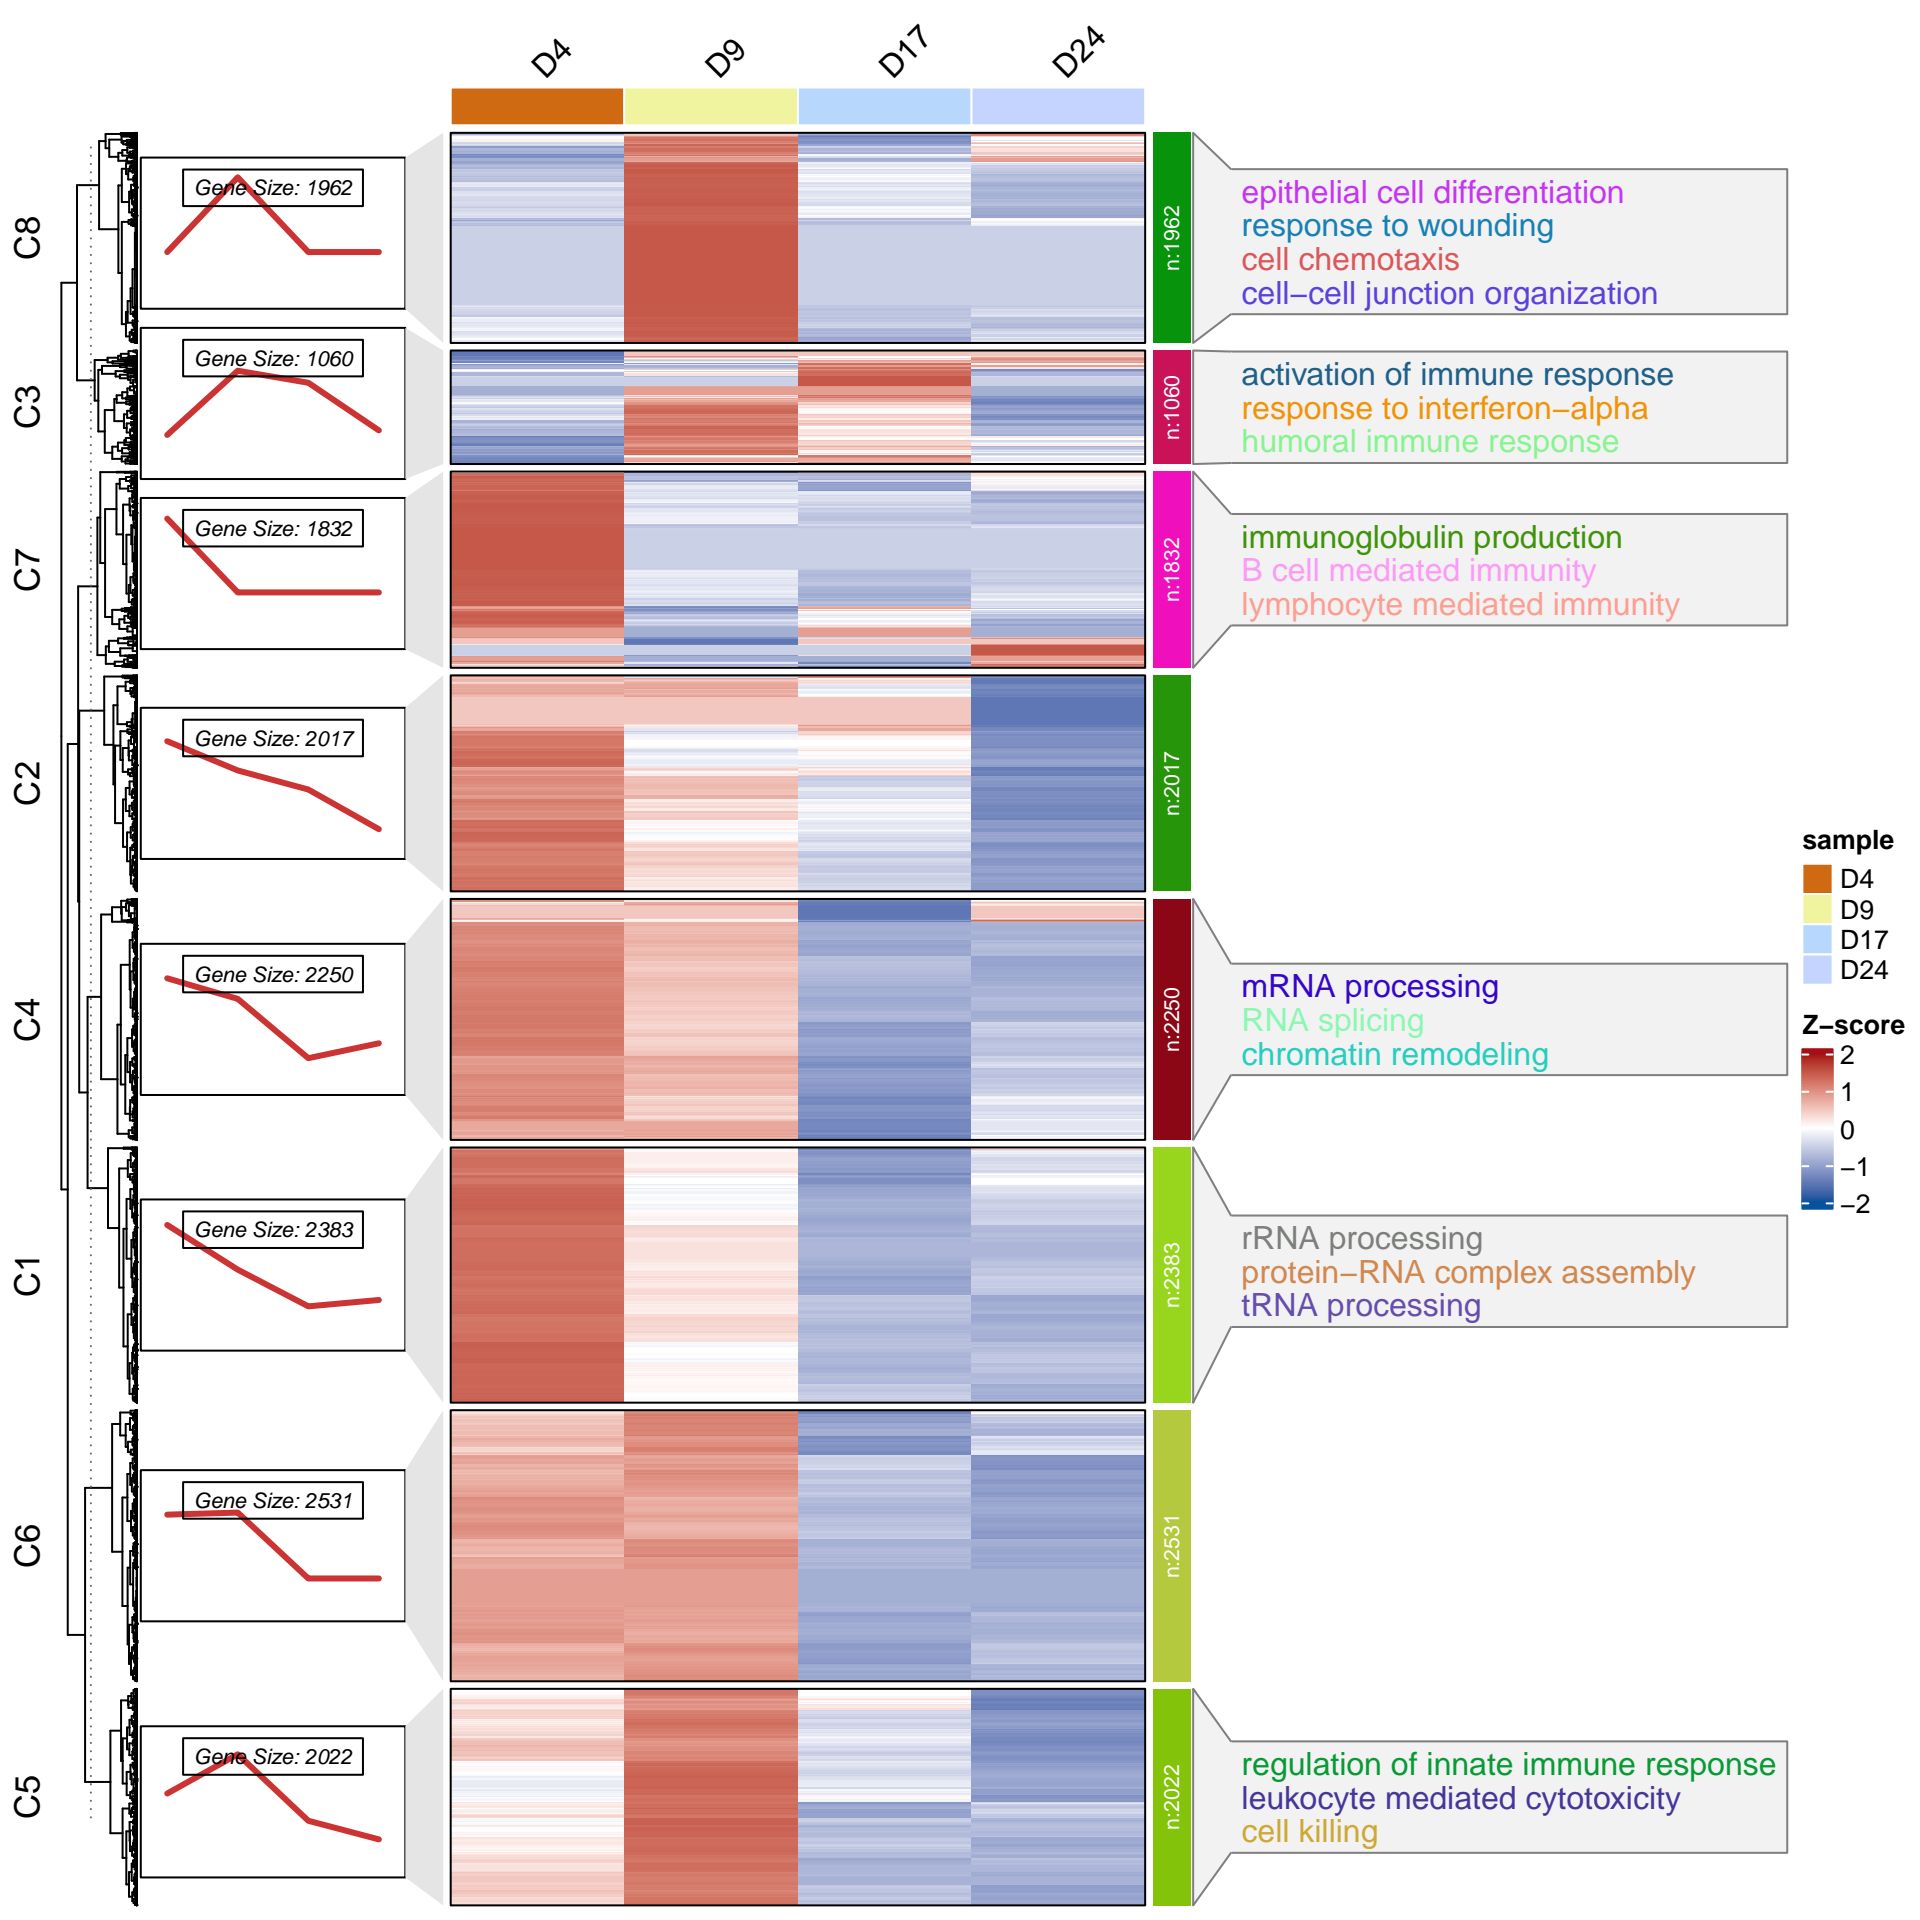 D4 D9 D17 D24
C8
Gene Size: 1962
n:1962
epithelial cell differentiation
response to wounding
cell chemotaxis
cell−cell junction organization
C3
Gene Size: 1060
n:1060
activation of immune response
response to interferon−alpha
humoral immune response
C7
Gene Size: 1832
n:1832
immunoglobulin production
B cell mediated immunity
lymphocyte mediated immunity
C2
Gene Size: 2017
n:2017
C4
Gene Size: 2250
n:2250
mRNA processing
RNA splicing
chromatin remodeling
C1
Gene Size: 2383
n:2383
rRNA processing
protein−RNA complex assembly
tRNA processing
C6
Gene Size: 2531
n:2531
C5
Gene Size: 2022
n:2022
regulation of innate immune response
leukocyte mediated cytotoxicity
cell killing
sample
D4
D9
D17
D24
Z−score
2
1
0
−1
−2